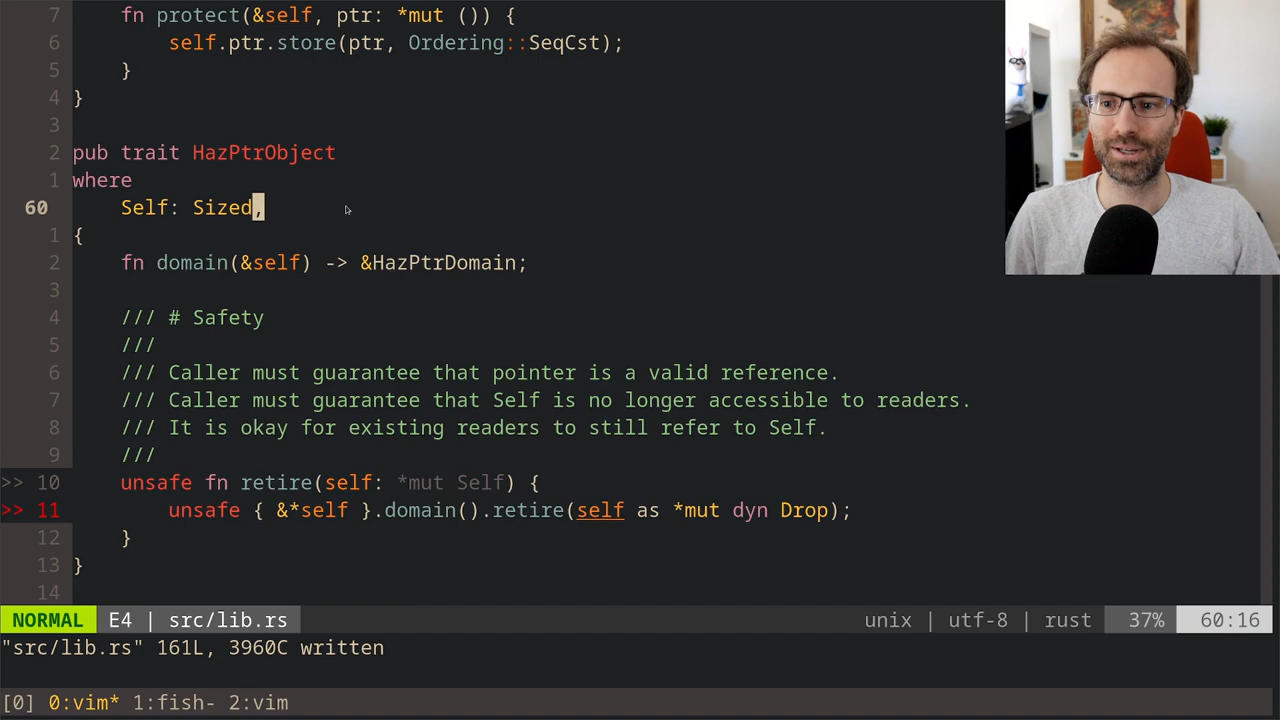 7     fn protect(&self, ptr: *mut ()) {
6         self.ptr.store(ptr, Ordering::SeqCst);
5     }
4 }
3
2 pub trait HazPtrObject
1 where
60     Self: Sized,
1 {
2     fn domain(&self) -> &HazPtrDomain;
3
4     /// # Safety
5     ///
6     /// Caller must guarantee that pointer is a valid reference.
7     /// Caller must guarantee that Self is no longer accessible to readers.
8     /// It is okay for existing readers to still refer to Self.
9     ///
>> 10     unsafe fn retire(self: *mut Self) {
>> 11         unsafe { &*self }.domain().retire(self as *mut dyn Drop);
12     }
13 }
14
NORMAL E4 | src/lib.rs unix | utf-8 | rust 37% 60:16
"src/lib.rs" 161L, 3960C written
[0] 0:vim* 1:fish- 2:vim